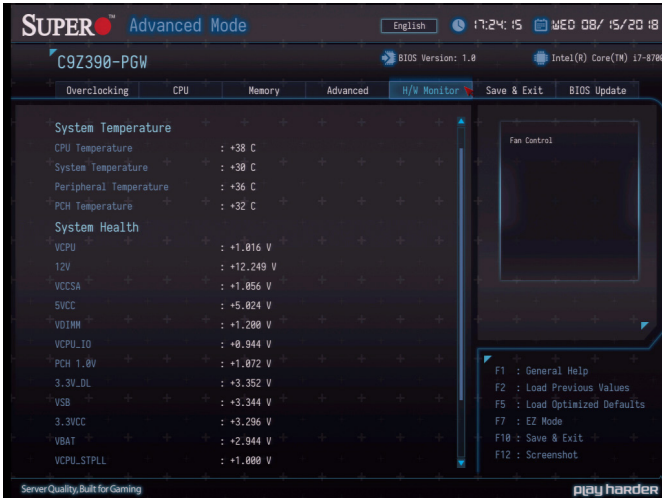 SUPER™ Advanced Mode
English
17:24:15 WED 08/15/2018
C9Z390-PGW
BIOS Version: 1.0
Intel(R) Core(TM) i7-870
Overclocking CPU Memory Advanced H/W Monitor Save & Exit BIOS Update
System Temperature
CPU Temperature : +38 C
System Temperature : +30 C
Peripheral Temperature : +36 C
PCH Temperature : +32 C
System Health
VCPU : +1.016 V
12V : +12.249 V
VCCSA : +1.056 V
5VCC : +5.024 V
VDIMM : +1.200 V
VCPU_IO : +0.944 V
PCH 1.0V : +1.072 V
3.3V_DL : +3.352 V
VSB : +3.344 V
3.3VCC : +3.296 V
VBAT : +2.944 V
VCPU_STPLL : +1.000 V
Fan Control
F1 : General Help
F2 : Load Previous Values
F5 : Load Optimized Defaults
F7 : EZ Mode
F10 : Save & Exit
F12 : Screenshot
Server Quality, Built for Gaming
play harder